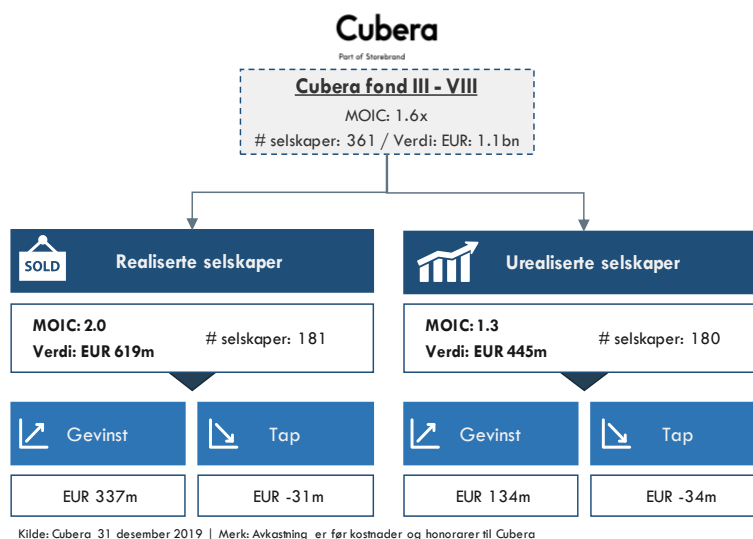 Cubera
Part of Storebrand
Cubera fond III - VIII
MOIC: 1.6x
# selskaper: 361 / Verdi: EUR: 1.1bn
SOLD
Realiserte selskaper
Urealiserte selskaper
MOIC: 2.0
Verdi: EUR 619m
# selskaper: 181
MOIC: 1.3
Verdi: EUR 445m
# selskaper: 180
Gevinst
Tap
Gevinst
Tap
EUR 337m
EUR -31m
EUR 134m
EUR -34m
Kilde: Cubera 31 desember 2019 | Merk: Avkastning er før kostnader og honorarer til Cubera